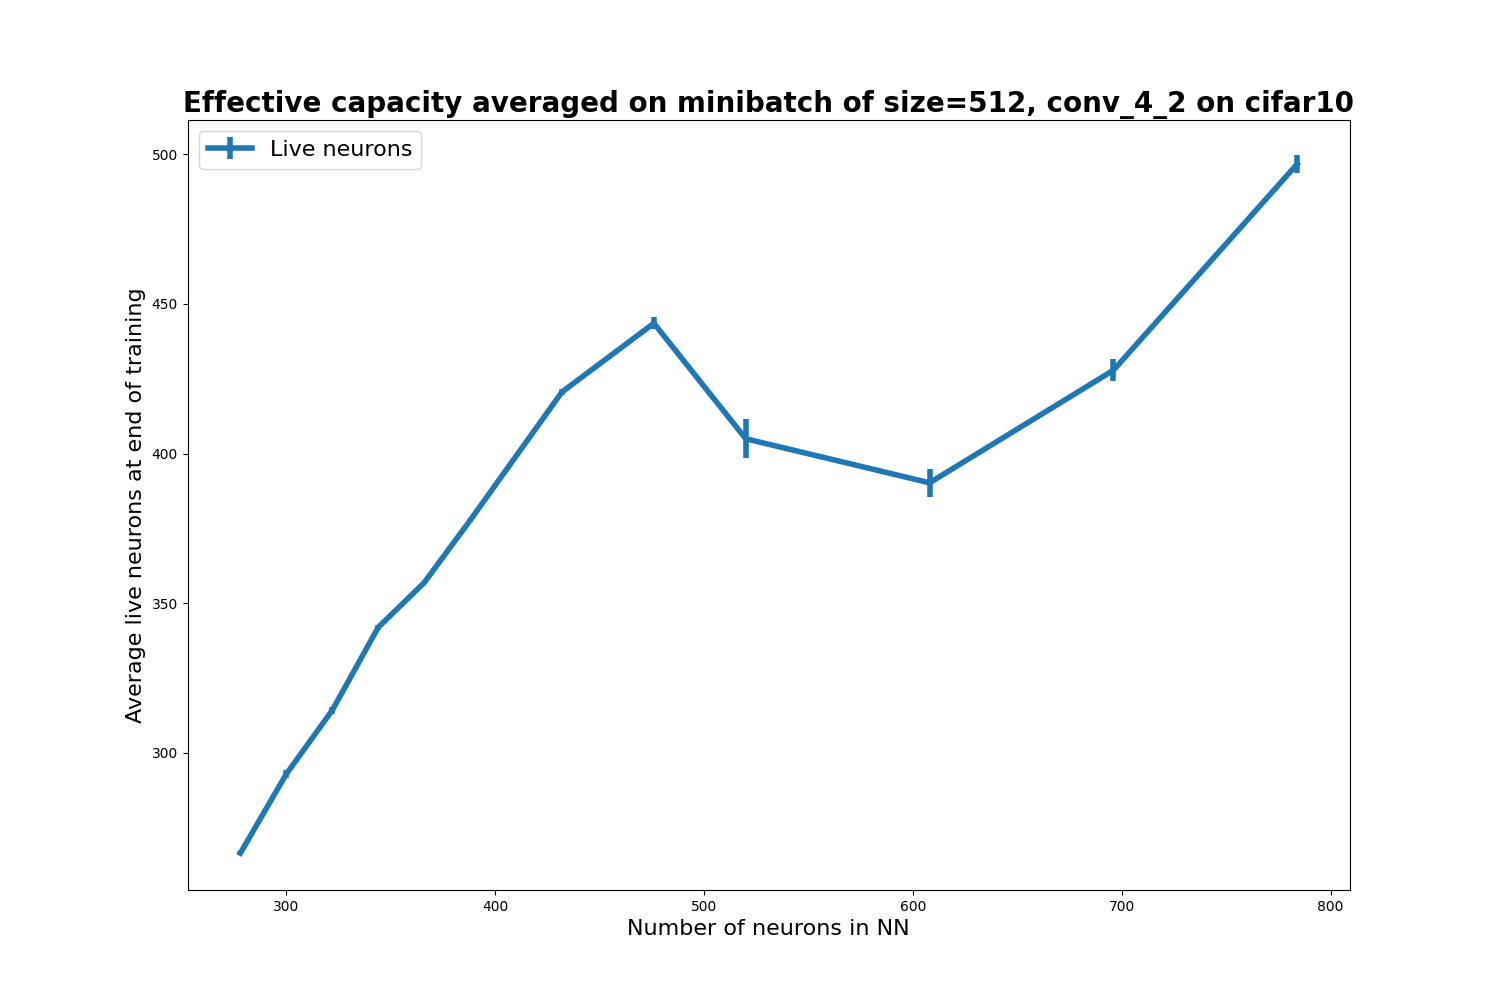 Effective capacity averaged on minibatch of size=512, conv_4_2 on cifar10
Live neurons
500
450
400
350
300
Average live neurons at end of training
300 400 500 600 700 800
Number of neurons in NN